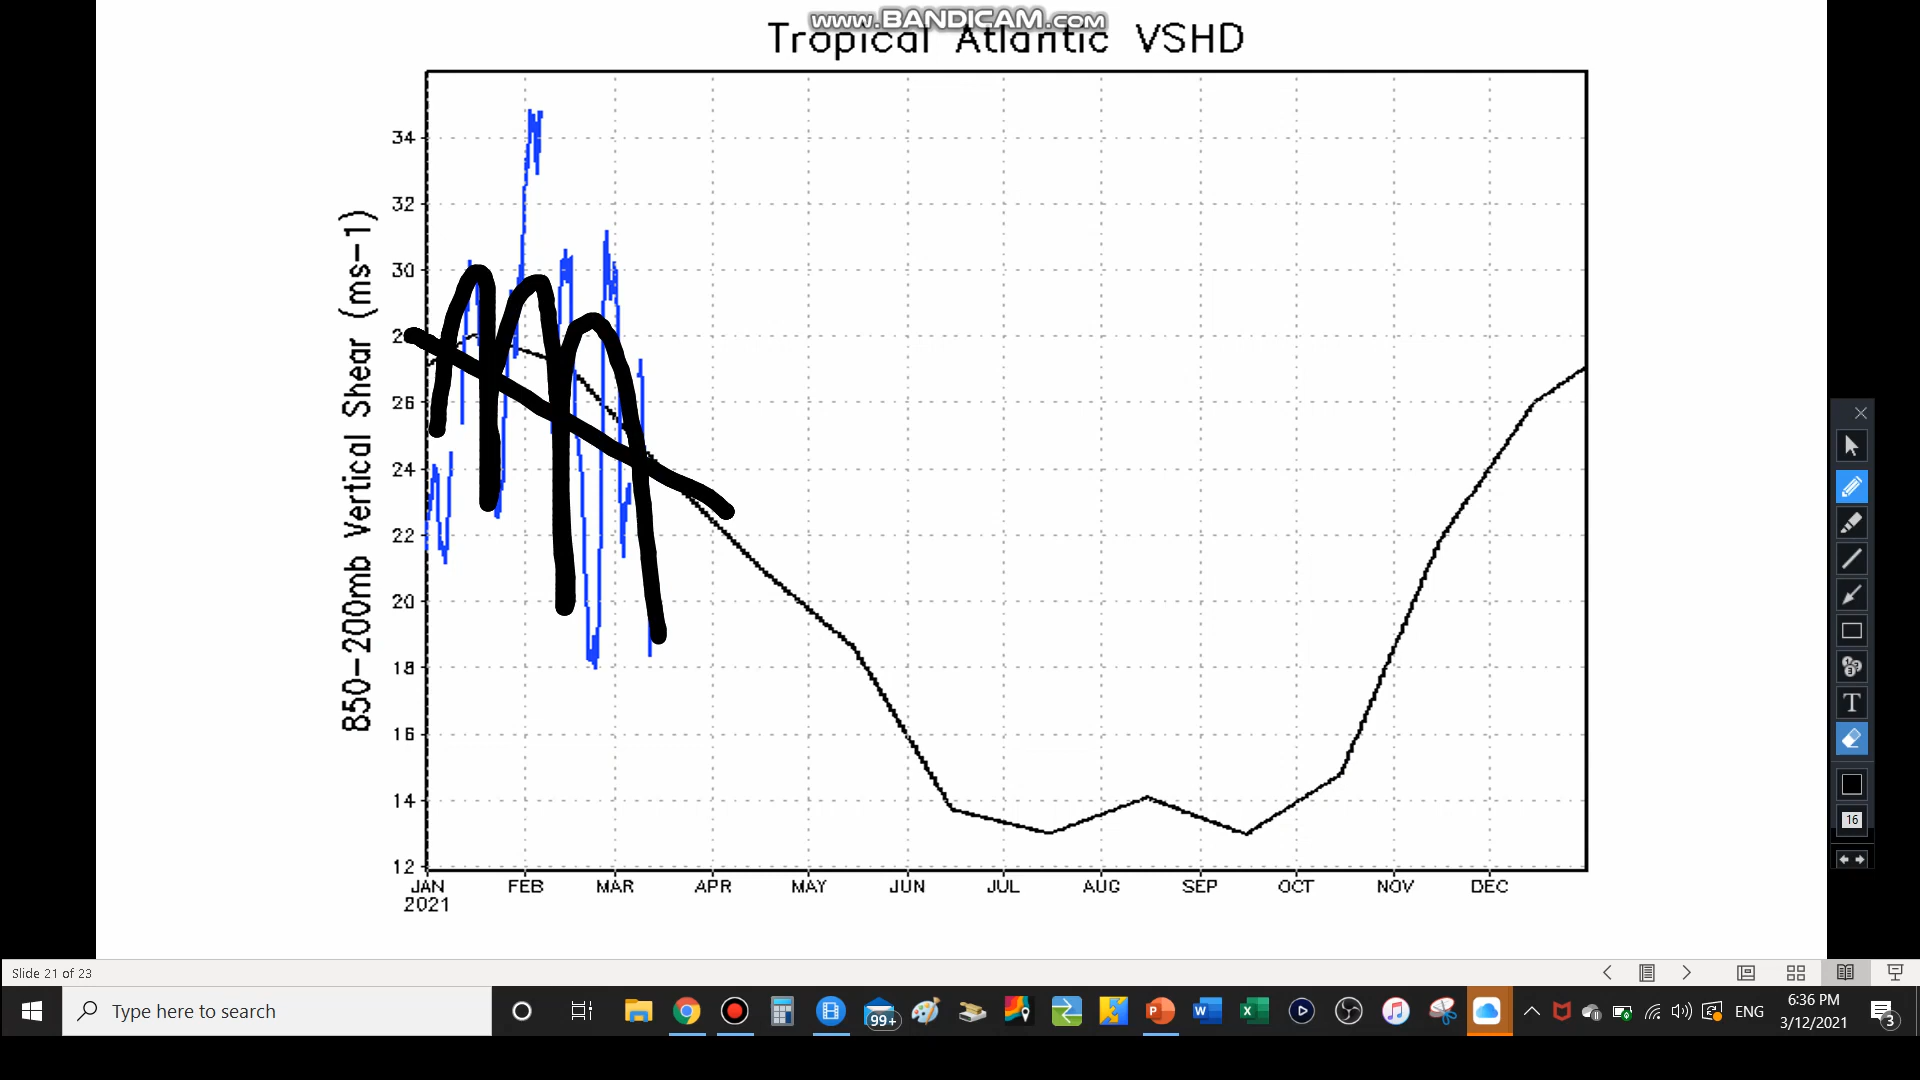 www.BANDICAM.com
Tropical Atlantic VSHD
850-200mb Vertical Shear (ms-1)
34
32
30
28
26
24
22
20
18
16
14
12
JAN FEB MAR APR MAY JUN JUL AUG SEP OCT NOV DEC
2021
T
16
Slide 21 of 23
Type here to search
99+
ENG
6:36 PM
3/12/2021
3